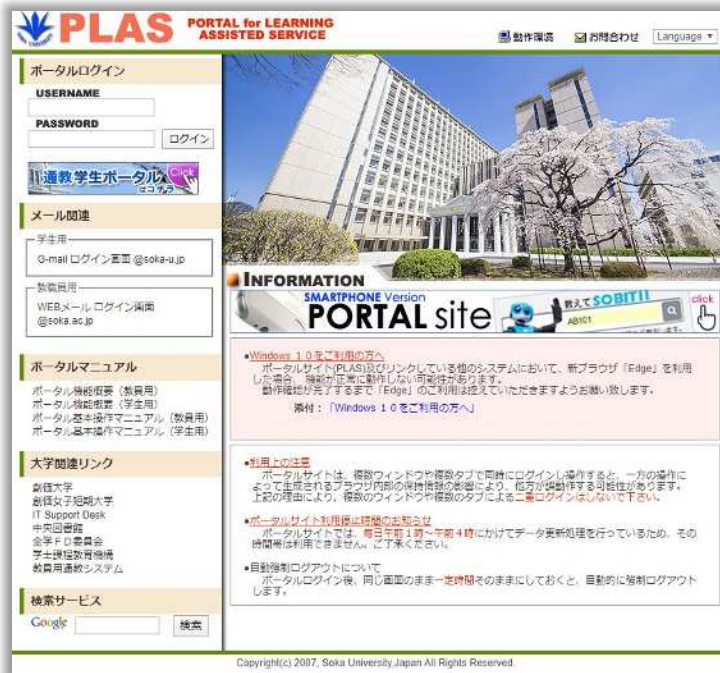 PLAS
PORTAL for LEARNING
ASSISTED SERVICE
動作環境
お問合わせ
Language
ポータルログイン
USERNAME
PASSWORD
ログイン
通教学生ポータル
はコチラ
Click
メール関連
学生用
G-mail ログイン画面 @soka-u.jp
教職員用
WEBメール ログイン画面
@soka.ac.jp
ポータルマニュアル
ポータル機能概要（教員用）
ポータル機能概要（学生用）
ポータル基本操作マニュアル（教員用）
ポータル基本操作マニュアル（学生用）
大学関連リンク
創価大学
創価女子短期大学
IT Support Desk
中央図書館
全学ＦＤ委員会
学士課程教育機構
教員用通教システム
検索サービス
Google
検索
INFORMATION
SMARTPHONE Version
PORTAL site
教えて SOBIT!!
AB101
click
●Windows １０をご利用の方へ
ポータルサイト(PLAS)及びリンクしている他のシステムにおいて、新ブラウザ「Edge」を利用
した場合、機能が正常に動作しない可能性があります。
動作確認が完了するまで「Edge」のご利用は控えていただきますようお願い致します。
添付：「Windows １０をご利用の方へ」
●利用上の注意
ポータルサイトは、複数ウィンドウや複数タブで同時にログインし操作すると、一方の操作に
よって生成されるブラウザ内部の保持情報の影響により、他方が誤動作する可能性があります。
上記の理由により、複数のウィンドウや複数のタブによる二重ログインはしないで下さい。
●ポータルサイト利用停止時間のお知らせ
ポータルサイトでは、毎日午前１時～午前４時にかけてデータ更新処理を行っているため、その
時間帯は利用できません。ご了承ください。
●自動強制ログアウトについて
ポータルログイン後、同じ画面のまま一定時間そのままにしておくと、自動的に強制ログアウト
します。
Copyright(c) 2007, Soka University,Japan All Rights Reserved.